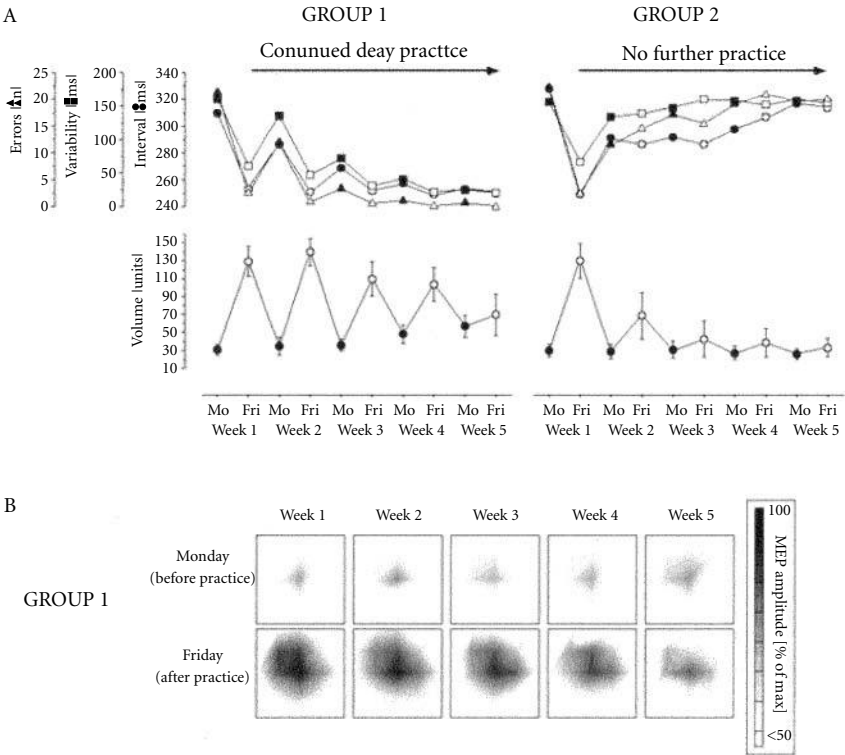 A
GROUP 1
GROUP 2
Conunued deay practtce
No further practice
Errors |n|
Variability |ms|
Interval |ms|
25
20
15
10
5
0
200
150
100
50
0
340
320
300
280
260
240
Volume |units|
150
130
110
90
70
50
30
10
Mo Fri Mo Fri Mo Fri Mo Fri Mo Fri
Week 1 Week 2 Week 3 Week 4 Week 5
Mo Fri Mo Fri Mo Fri Mo Fri Mo Fri
Week 1 Week 2 Week 3 Week 4 Week 5
B
GROUP 1
Week 1 Week 2 Week 3 Week 4 Week 5
Monday
(before practice)
Friday
(after practice)
100
MEP amplitude [% of max]
<50